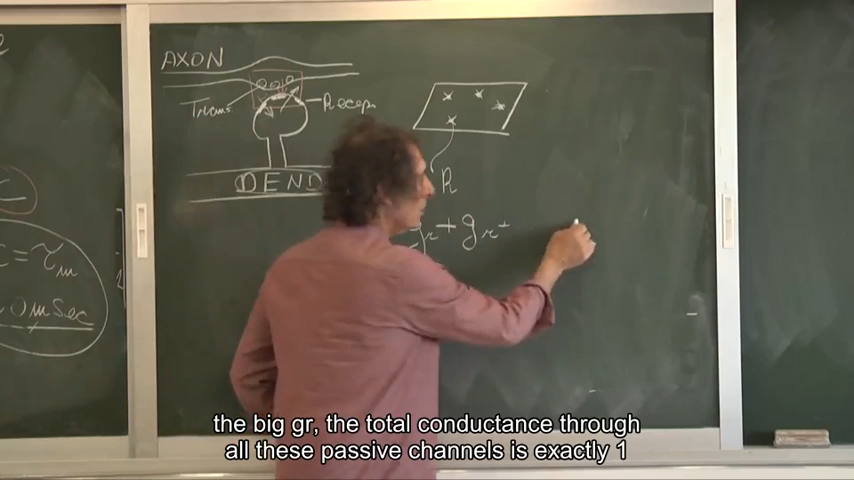 AXON
Trans.
Recep.
DEND
R
+ gr +
= τm
0 mSec
the big gr, the total conductance through
all these passive channels is exactly 1